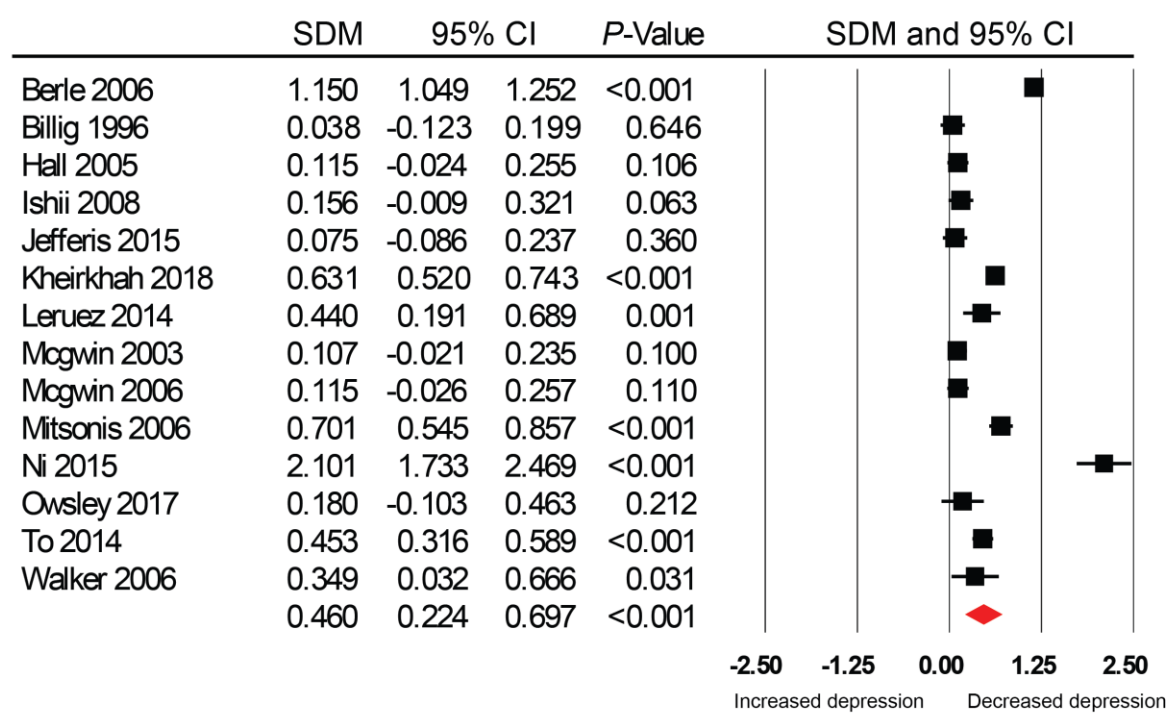 SDM 95% CI P-Value SDM and 95% CI
Berle 2006 1.150 1.049 1.252 <0.001
Billig 1996 0.038 -0.123 0.199 0.646
Hall 2005 0.115 -0.024 0.255 0.106
Ishii 2008 0.156 -0.009 0.321 0.063
Jefferis 2015 0.075 -0.086 0.237 0.360
Kheirkhah 2018 0.631 0.520 0.743 <0.001
Leruez 2014 0.440 0.191 0.689 0.001
Mcgwin 2003 0.107 -0.021 0.235 0.100
Mcgwin 2006 0.115 -0.026 0.257 0.110
Mitsonis 2006 0.701 0.545 0.857 <0.001
Ni 2015 2.101 1.733 2.469 <0.001
Owsley 2017 0.180 -0.103 0.463 0.212
To 2014 0.453 0.316 0.589 <0.001
Walker 2006 0.349 0.032 0.666 0.031
0.460 0.224 0.697 <0.001
-2.50 -1.25 0.00 1.25 2.50
Increased depression Decreased depression